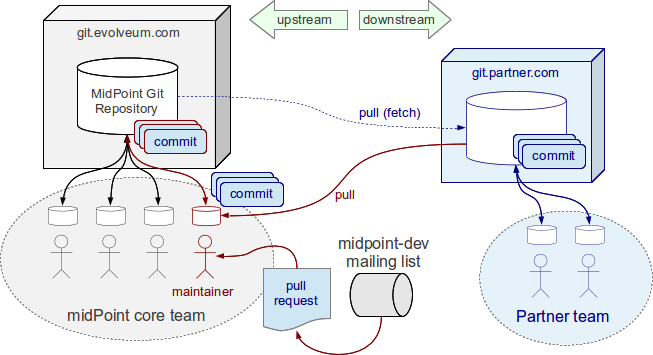 git.evolveum.com
upstream
downstream
git.partner.com
MidPoint Git
Repository
pull (fetch)
commit
commit
commit
pull
midpoint-dev
mailing list
maintainer
pull
request
midPoint core team
Partner team